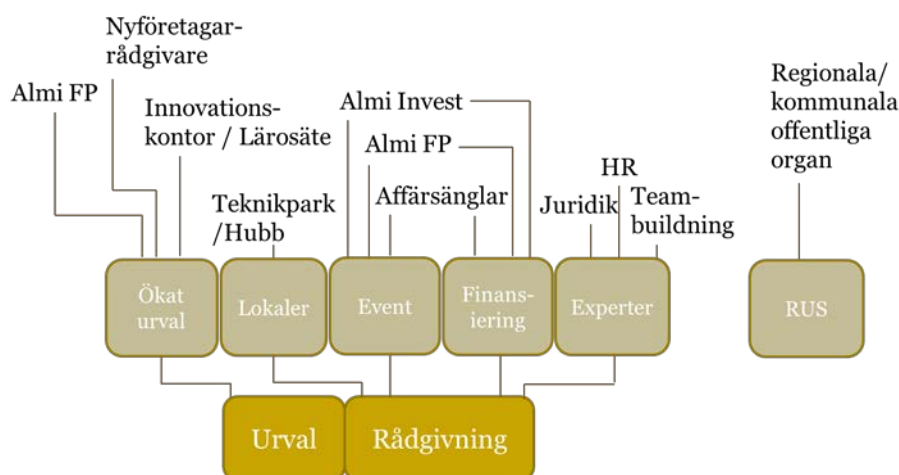 Nyföretagar-
rådgivare
Almi FP
Innovations-
kontor / Lärosäte
Teknikpark
/Hubb
Almi Invest
Almi FP
Affärsänglar
HR
Juridik
Team-
buildning
Regionala/
kommunala
offentliga
organ
Ökat
urval
Lokaler
Event
Finans-
iering
Experter
RUS
Urval
Rådgivning